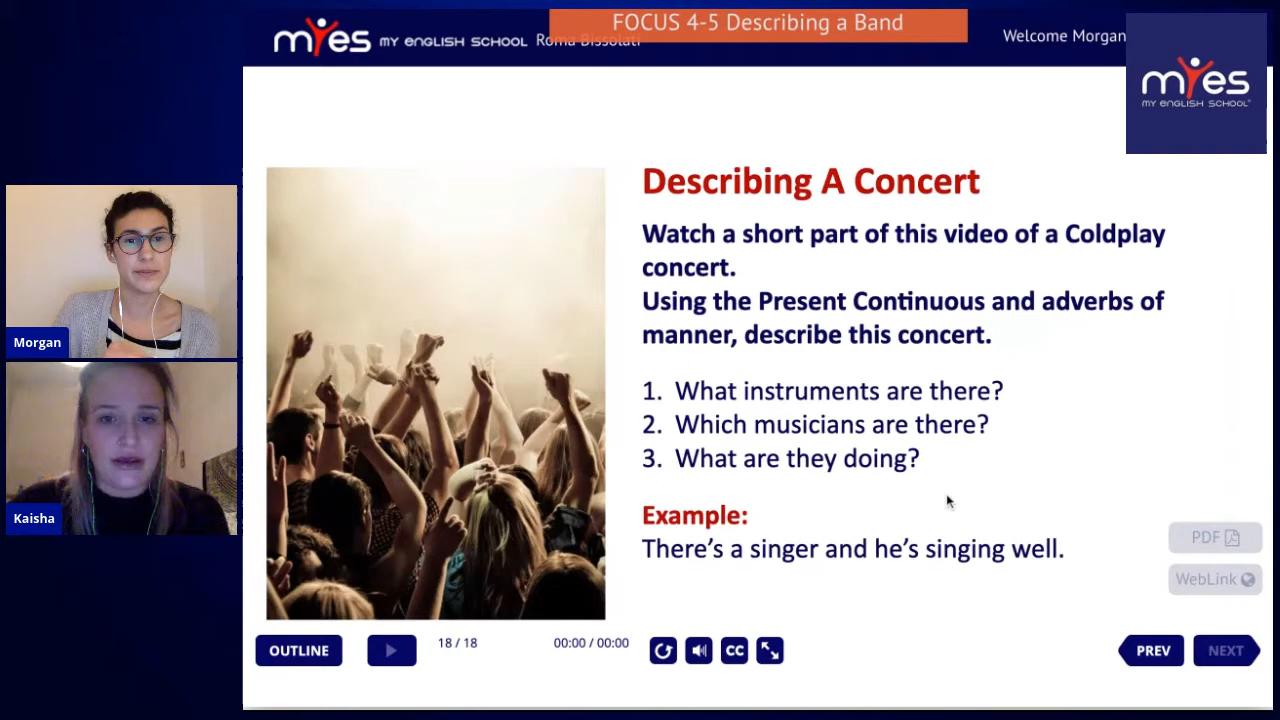 FOCUS 4-5 Describing a Band
myes MY ENGLISH SCHOOL Roma Bissolati
Welcome Morgan
myes
MY ENGLISH SCHOOL
Describing A Concert
Watch a short part of this video of a Coldplay
concert.
Using the Present Continuous and adverbs of
manner, describe this concert.
1. What instruments are there?
2. Which musicians are there?
3. What are they doing?
Example:
There's a singer and he's singing well.
Morgan
Kaisha
PDF
WebLink
OUTLINE
18 / 18
00:00 / 00:00
CC
PREV
NEXT